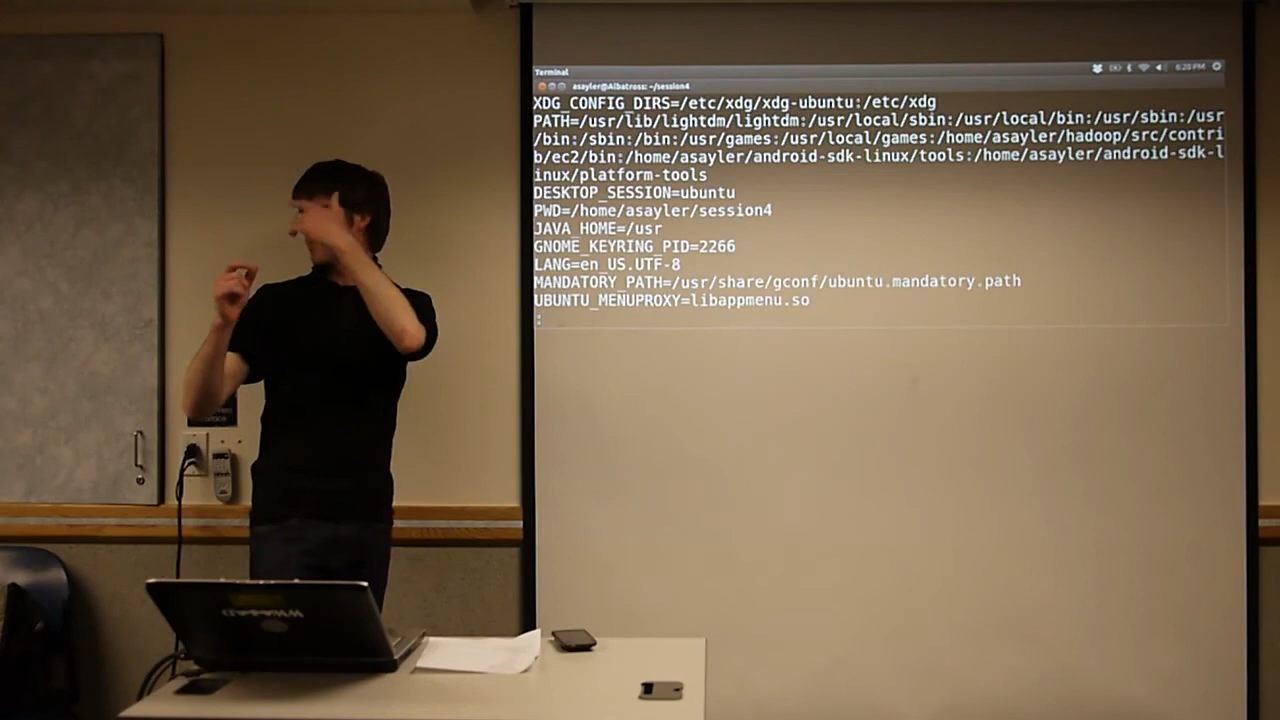 Terminal
6:20 PM
asayler@Albatross: ~/session4
XDG_CONFIG_DIRS=/etc/xdg/xdg-ubuntu:/etc/xdg
PATH=/usr/lib/lightdm/lightdm:/usr/local/sbin:/usr/local/bin:/usr/sbin:/usr
/bin:/sbin:/bin:/usr/games:/usr/local/games:/home/asayler/hadoop/src/contri
b/ec2/bin:/home/asayler/android-sdk-linux/tools:/home/asayler/android-sdk-l
inux/platform-tools
DESKTOP_SESSION=ubuntu
PWD=/home/asayler/session4
JAVA_HOME=/usr
GNOME_KEYRING_PID=2266
LANG=en_US.UTF-8
MANDATORY_PATH=/usr/share/gconf/ubuntu.mandatory.path
UBUNTU_MENUPROXY=libappmenu.so
: